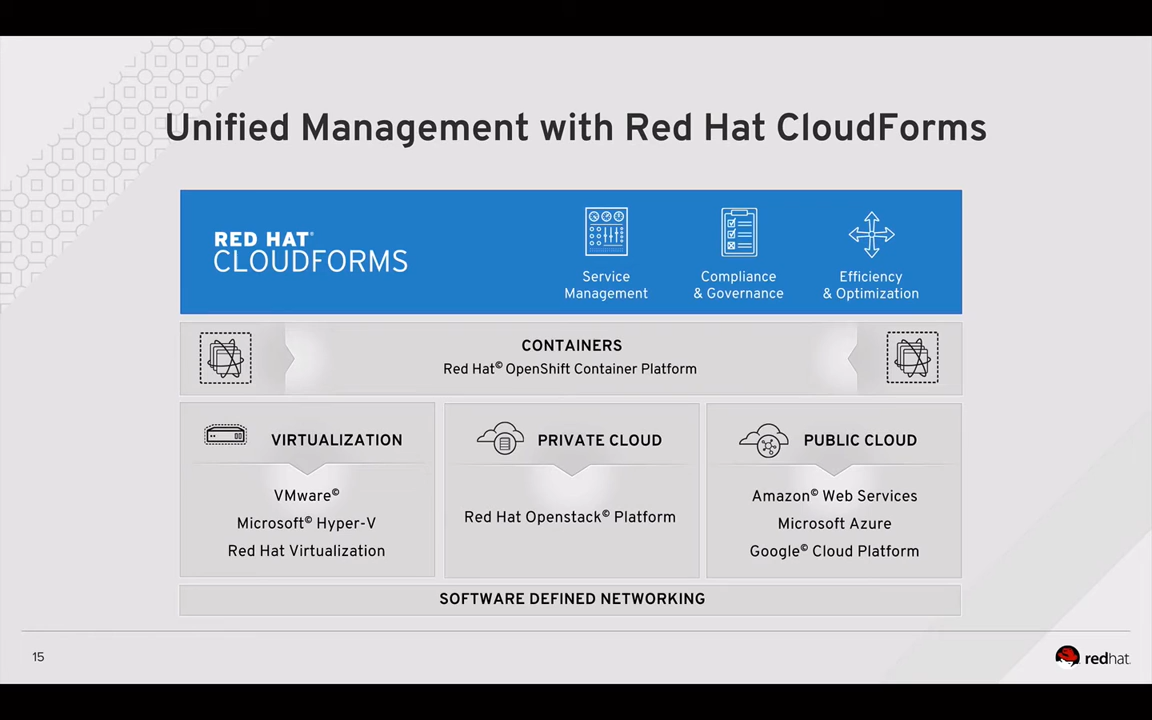 Unified Management with Red Hat CloudForms
RED HAT®
CLOUDFORMS
Service
Management
Compliance
& Governance
Efficiency
& Optimization
CONTAINERS
Red Hat© OpenShift Container Platform
VIRTUALIZATION
VMware©
Microsoft© Hyper-V
Red Hat Virtualization
PRIVATE CLOUD
Red Hat Openstack© Platform
PUBLIC CLOUD
Amazon© Web Services
Microsoft Azure
Google© Cloud Platform
SOFTWARE DEFINED NETWORKING
15
redhat.